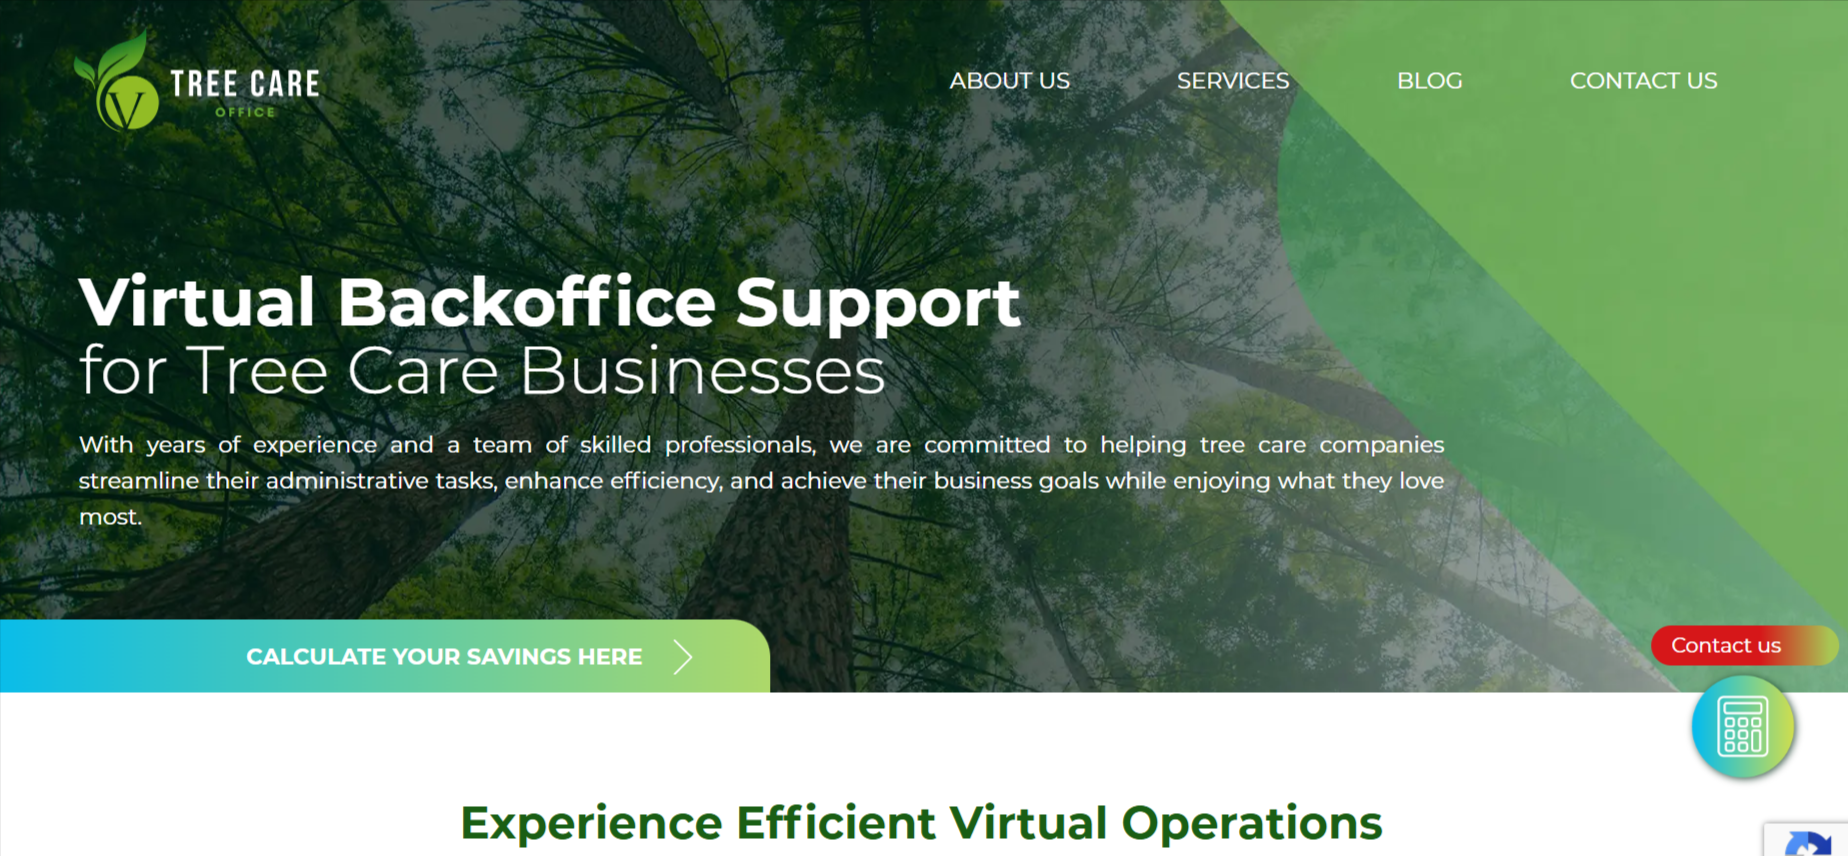 TREE CARE
OFFICE
ABOUT US
SERVICES
BLOG
CONTACT US
Virtual Backoffice Support
for Tree Care Businesses
With years of experience and a team of skilled professionals, we are committed to helping tree care companies
streamline their administrative tasks, enhance efficiency, and achieve their business goals while enjoying what they love
most.
CALCULATE YOUR SAVINGS HERE
Contact us
Experience Efficient Virtual Operations